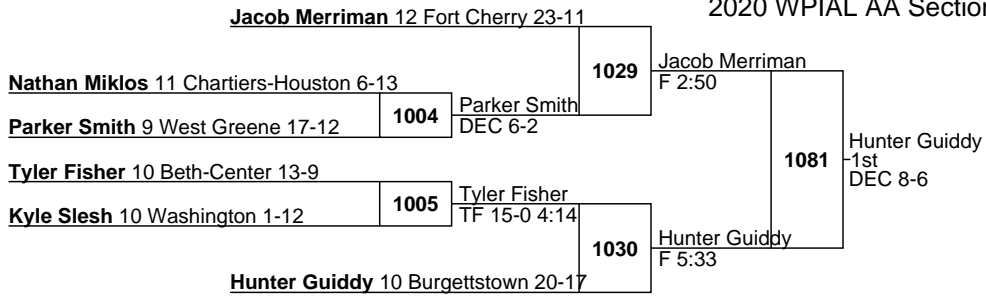 2020 WPIAL AA Section
Jacob Merriman 12 Fort Cherry 23-11
1029
Jacob Merriman
F 2:50
Nathan Miklos 11 Chartiers-Houston 6-13
1004
Parker Smith
DEC 6-2
Parker Smith 9 West Greene 17-12
1081
Hunter Guiddy
1st
DEC 8-6
Tyler Fisher 10 Beth-Center 13-9
1005
Tyler Fisher
TF 15-0 4:14
Kyle Slesh 10 Washington 1-12
1030
Hunter Guiddy
F 5:33
Hunter Guiddy 10 Burgettstown 20-17